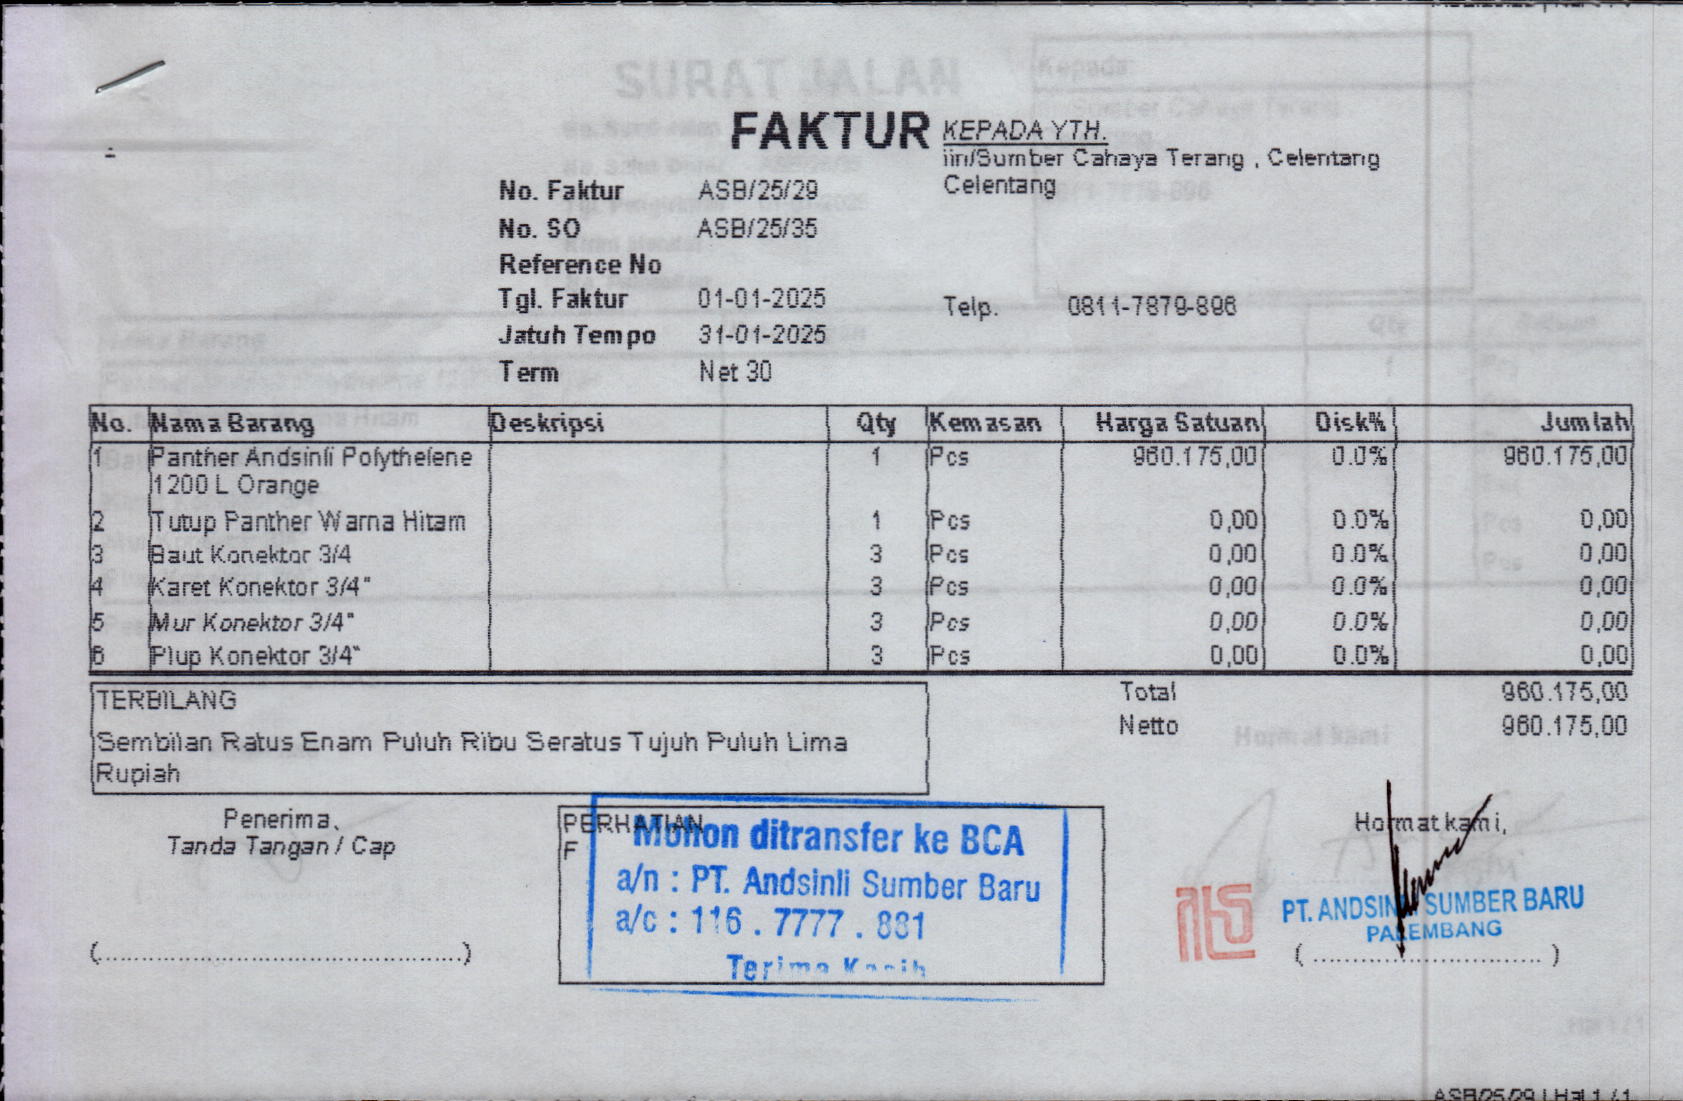 FAKTUR
KEPADA YTH.
iin/Sumber Cahaya Terang , Celentang
Celentang
No. Faktur ASB/25/29
No. SO ASB/25/35
Reference No
Tgl. Faktur 01-01-2025
Telp. 0811-7879-896
Jatuh Tempo 31-01-2025
Term Net 30
No. Nama Barang Deskripsi Qty Kemasan Harga Satuan Disk% Jumlah
1 Panther Andsinli Polythelene 1 Pcs 960.175,00 0.0% 960.175,00
1200 L Orange
2 Tutup Panther Warna Hitam 1 Pcs 0,00 0.0% 0,00
3 Baut Konektor 3/4 3 Pcs 0,00 0.0% 0,00
4 Karet Konektor 3/4" 3 Pcs 0,00 0.0% 0,00
5 Mur Konektor 3/4" 3 Pcs 0,00 0.0% 0,00
6 Plup Konektor 3/4" 3 Pcs 0,00 0.0% 0,00
TERBILANG
Sembilan Ratus Enam Puluh Ribu Seratus Tujuh Puluh Lima
Rupiah
Total 960.175,00
Netto 960.175,00
Penerima,
Tanda Tangan / Cap
(..............................................)
PERHATIAN
F
Mohon ditransfer ke BCA
a/n : PT. Andsinli Sumber Baru
a/c : 116 . 7777 . 881
Terima Kasih
Hormat kami,
PT. ANDSINLI SUMBER BARU
PALEMBANG
( ............................. )
SURAT JALAN
Kepada
Hormat kami
ASB/25/29 | Hal 1 / 1